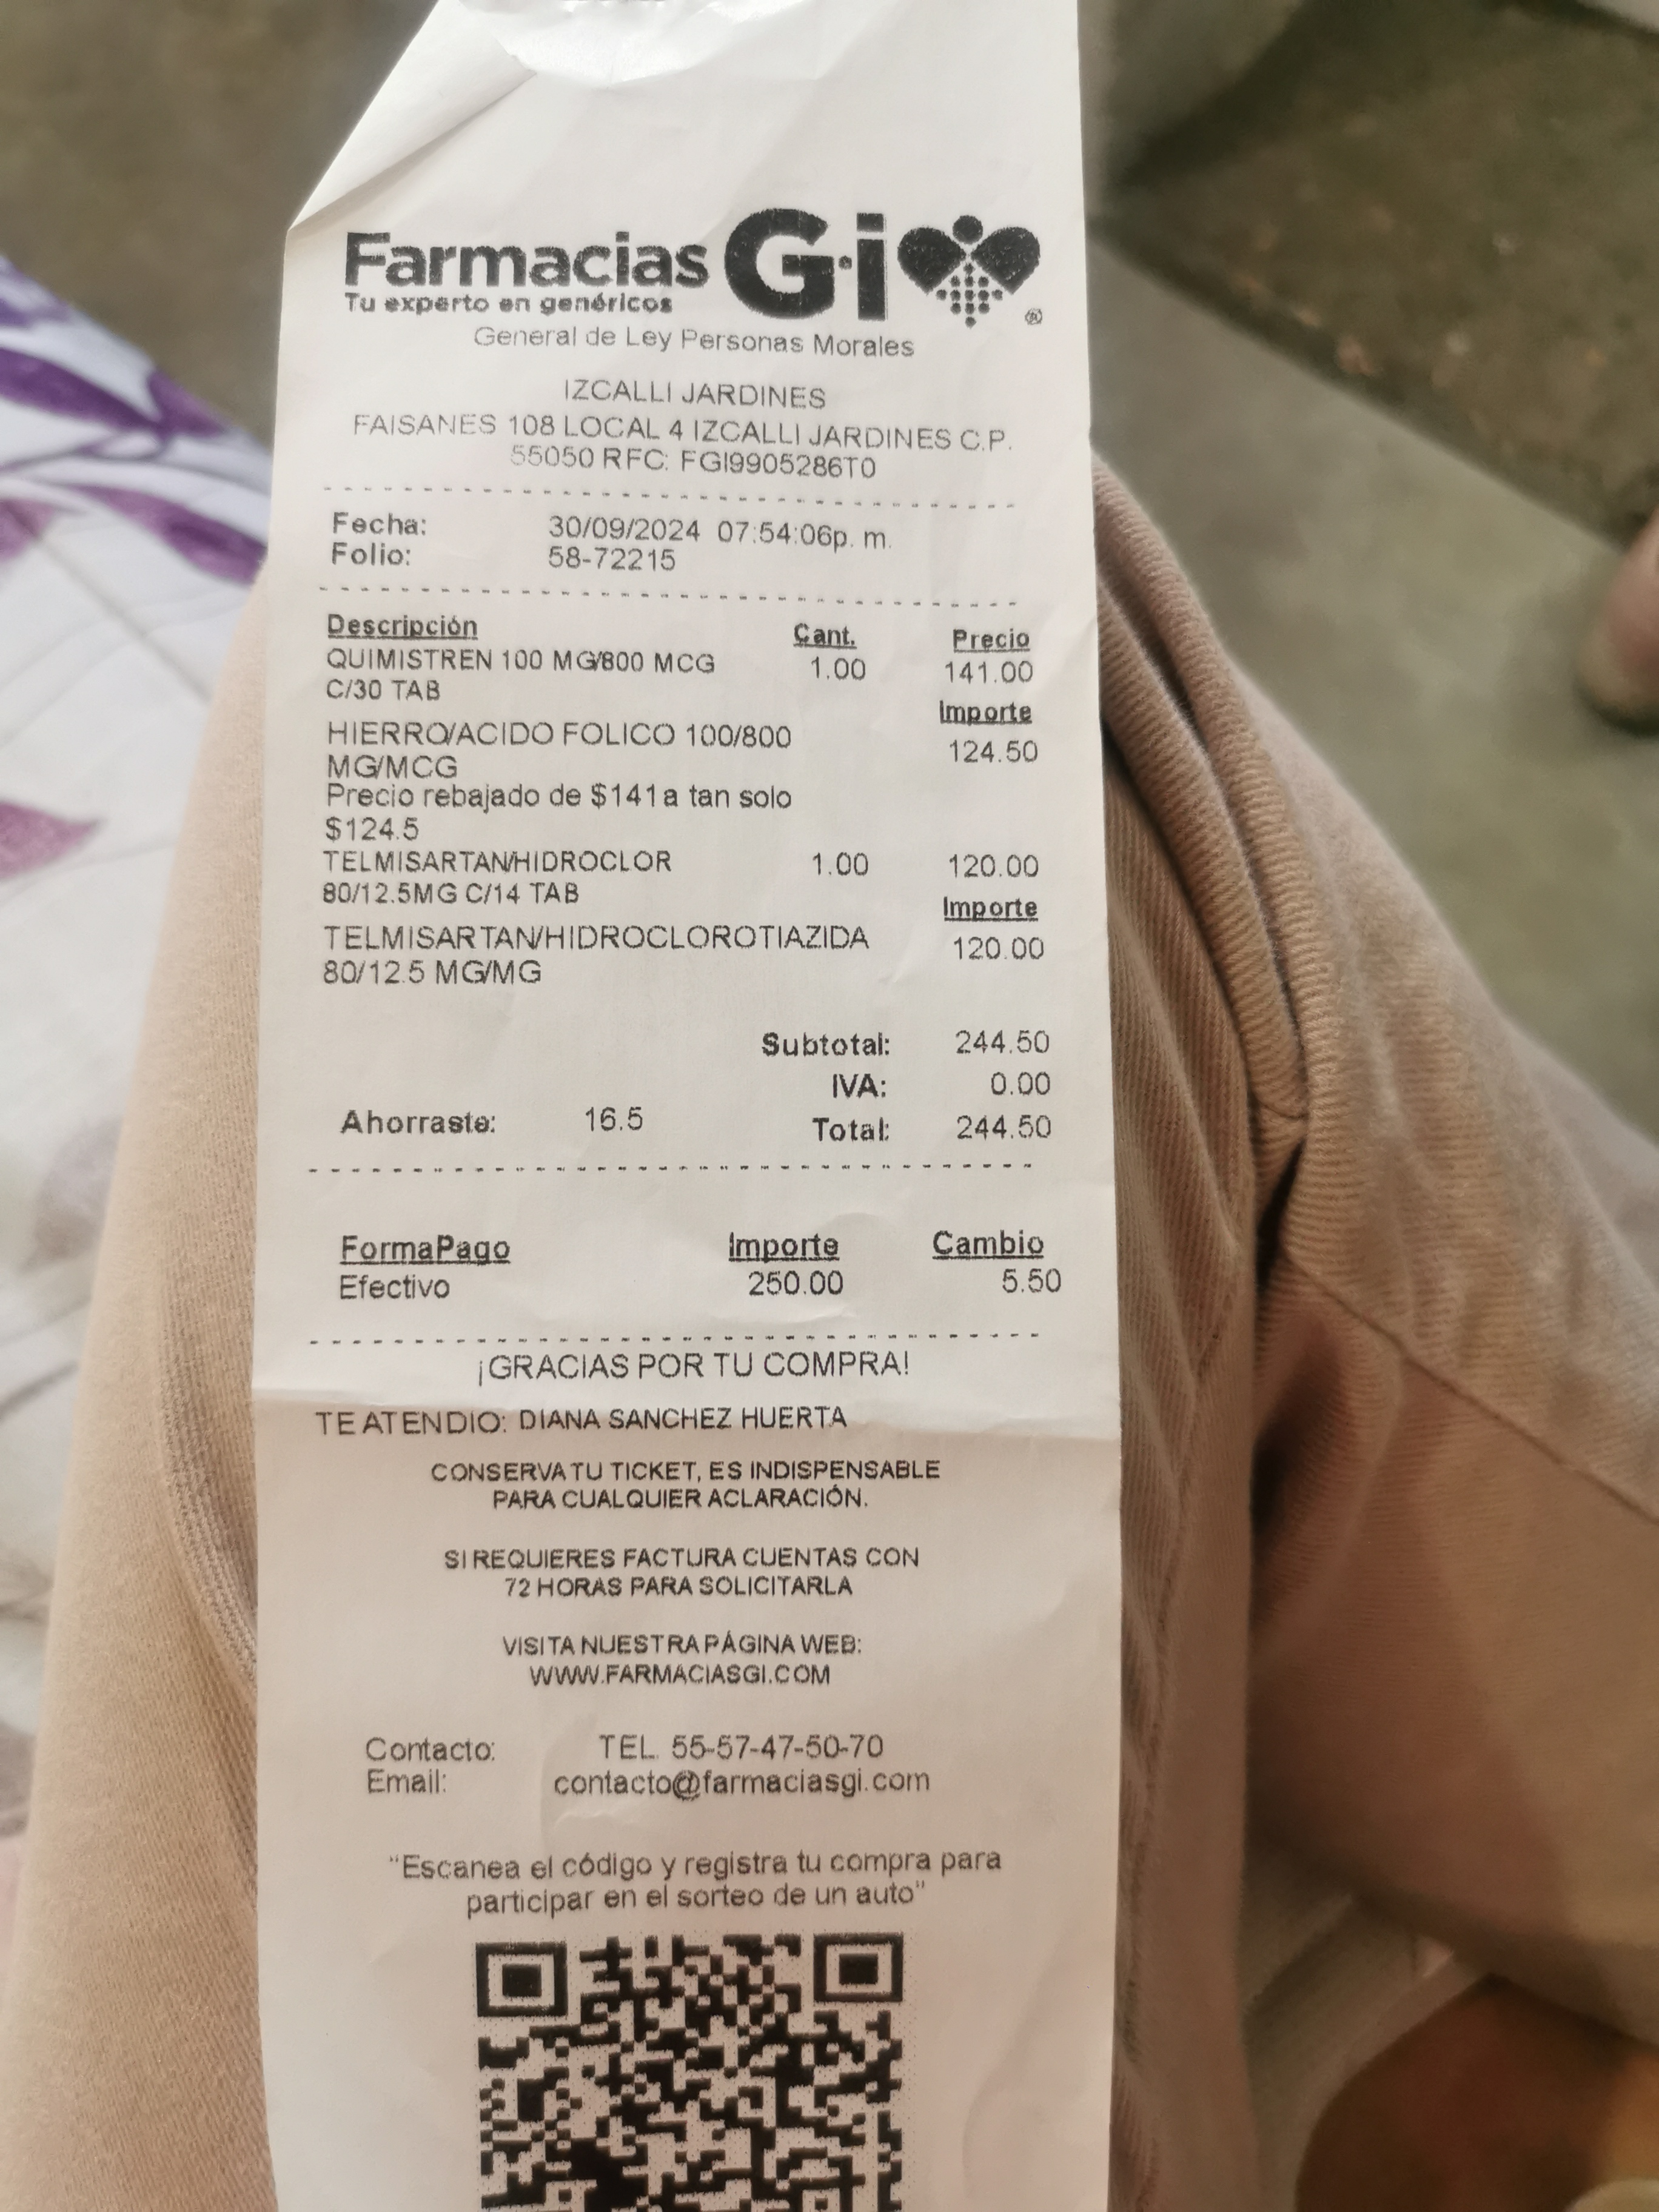 Farmacias G·i
Tu experto en genéricos
®
General de Ley Personas Morales
IZCALLI JARDINES
FAISANES 108 LOCAL 4 IZCALLI JARDINES C.P.
55050 RFC: FGI9905286T0
Fecha: 30/09/2024 07:54:06p. m.
Folio: 58-72215
Descripción Cant. Precio
QUIMISTREN 100 MG/800 MCG 1.00 141.00
C/30 TAB
Importe
HIERRO/ACIDO FOLICO 100/800 124.50
MG/MCG
Precio rebajado de $141 a tan solo
$124.5
TELMISARTAN/HIDROCLOR 1.00 120.00
80/12.5MG C/14 TAB
Importe
TELMISARTAN/HIDROCLOROTIAZIDA 120.00
80/12.5 MG/MG
Subtotal: 244.50
IVA: 0.00
Ahorraste: 16.5 Total: 244.50
FormaPago Importe Cambio
Efectivo 250.00 5.50
¡GRACIAS POR TU COMPRA!
TE ATENDIO: DIANA SANCHEZ HUERTA
CONSERVA TU TICKET, ES INDISPENSABLE
PARA CUALQUIER ACLARACIÓN.
SI REQUIERES FACTURA CUENTAS CON
72 HORAS PARA SOLICITARLA
VISITA NUESTRA PÁGINA WEB:
WWW.FARMACIASGI.COM
Contacto: TEL. 55-57-47-50-70
Email: contacto@farmaciasgi.com
"Escanea el código y registra tu compra para
participar en el sorteo de un auto"